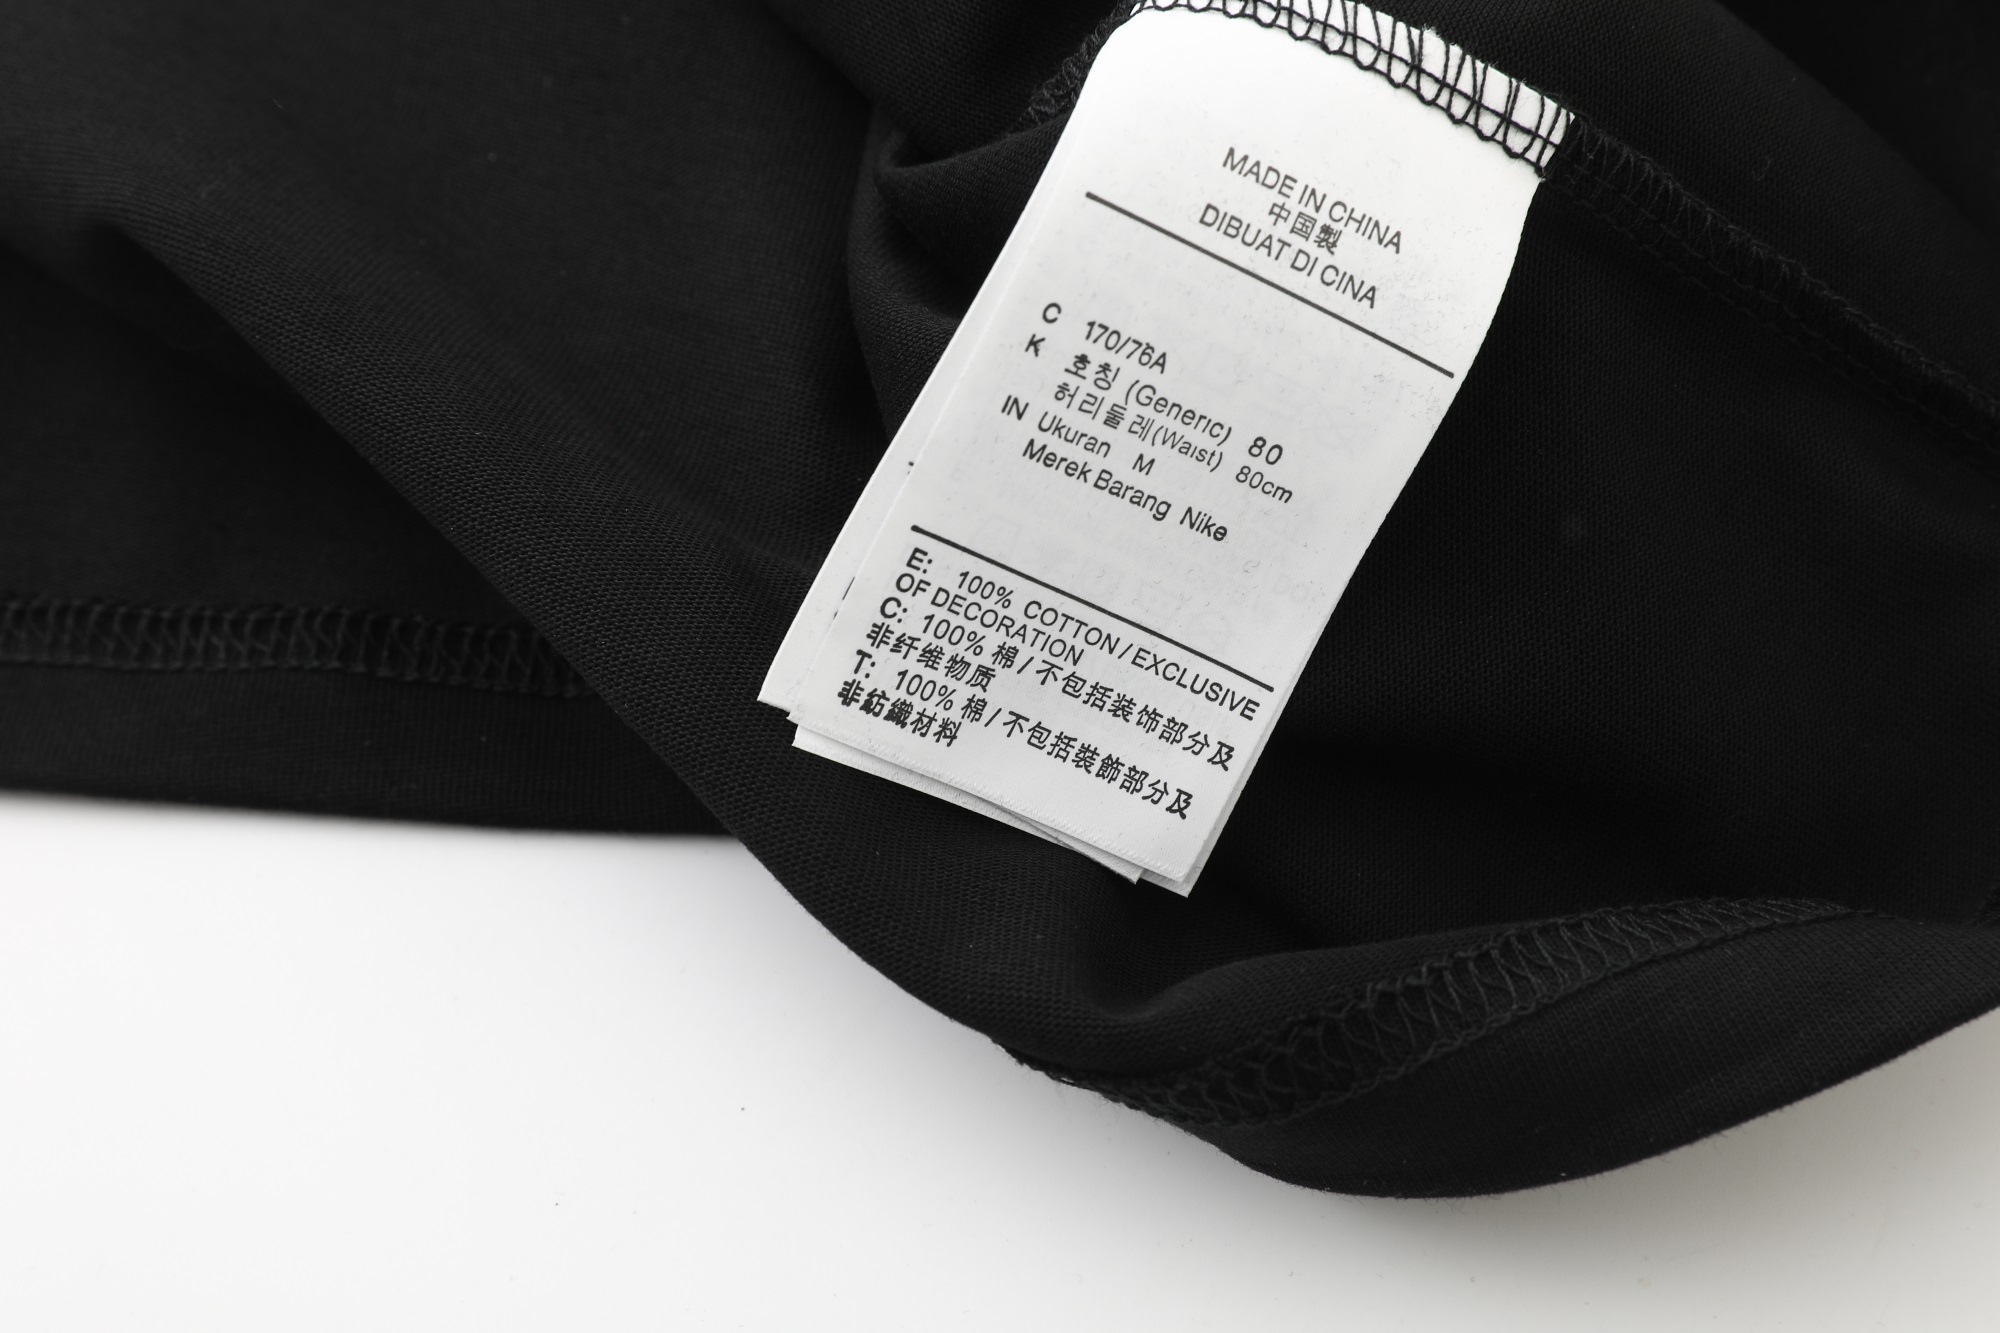 MADE IN CHINA
中国製
DIBUAT DI CINA
C 170/76A
K 호칭 (Generic) 80
허리둘레(Waist) 80cm
IN Ukuran M
Merek Barang Nike
E: 100% COTTON / EXCLUSIVE
OF DECORATION
C: 100% 棉 / 不包括装饰部分及
非纤维物质
T: 100% 棉 / 不包括裝飾部分及
非紡織材料